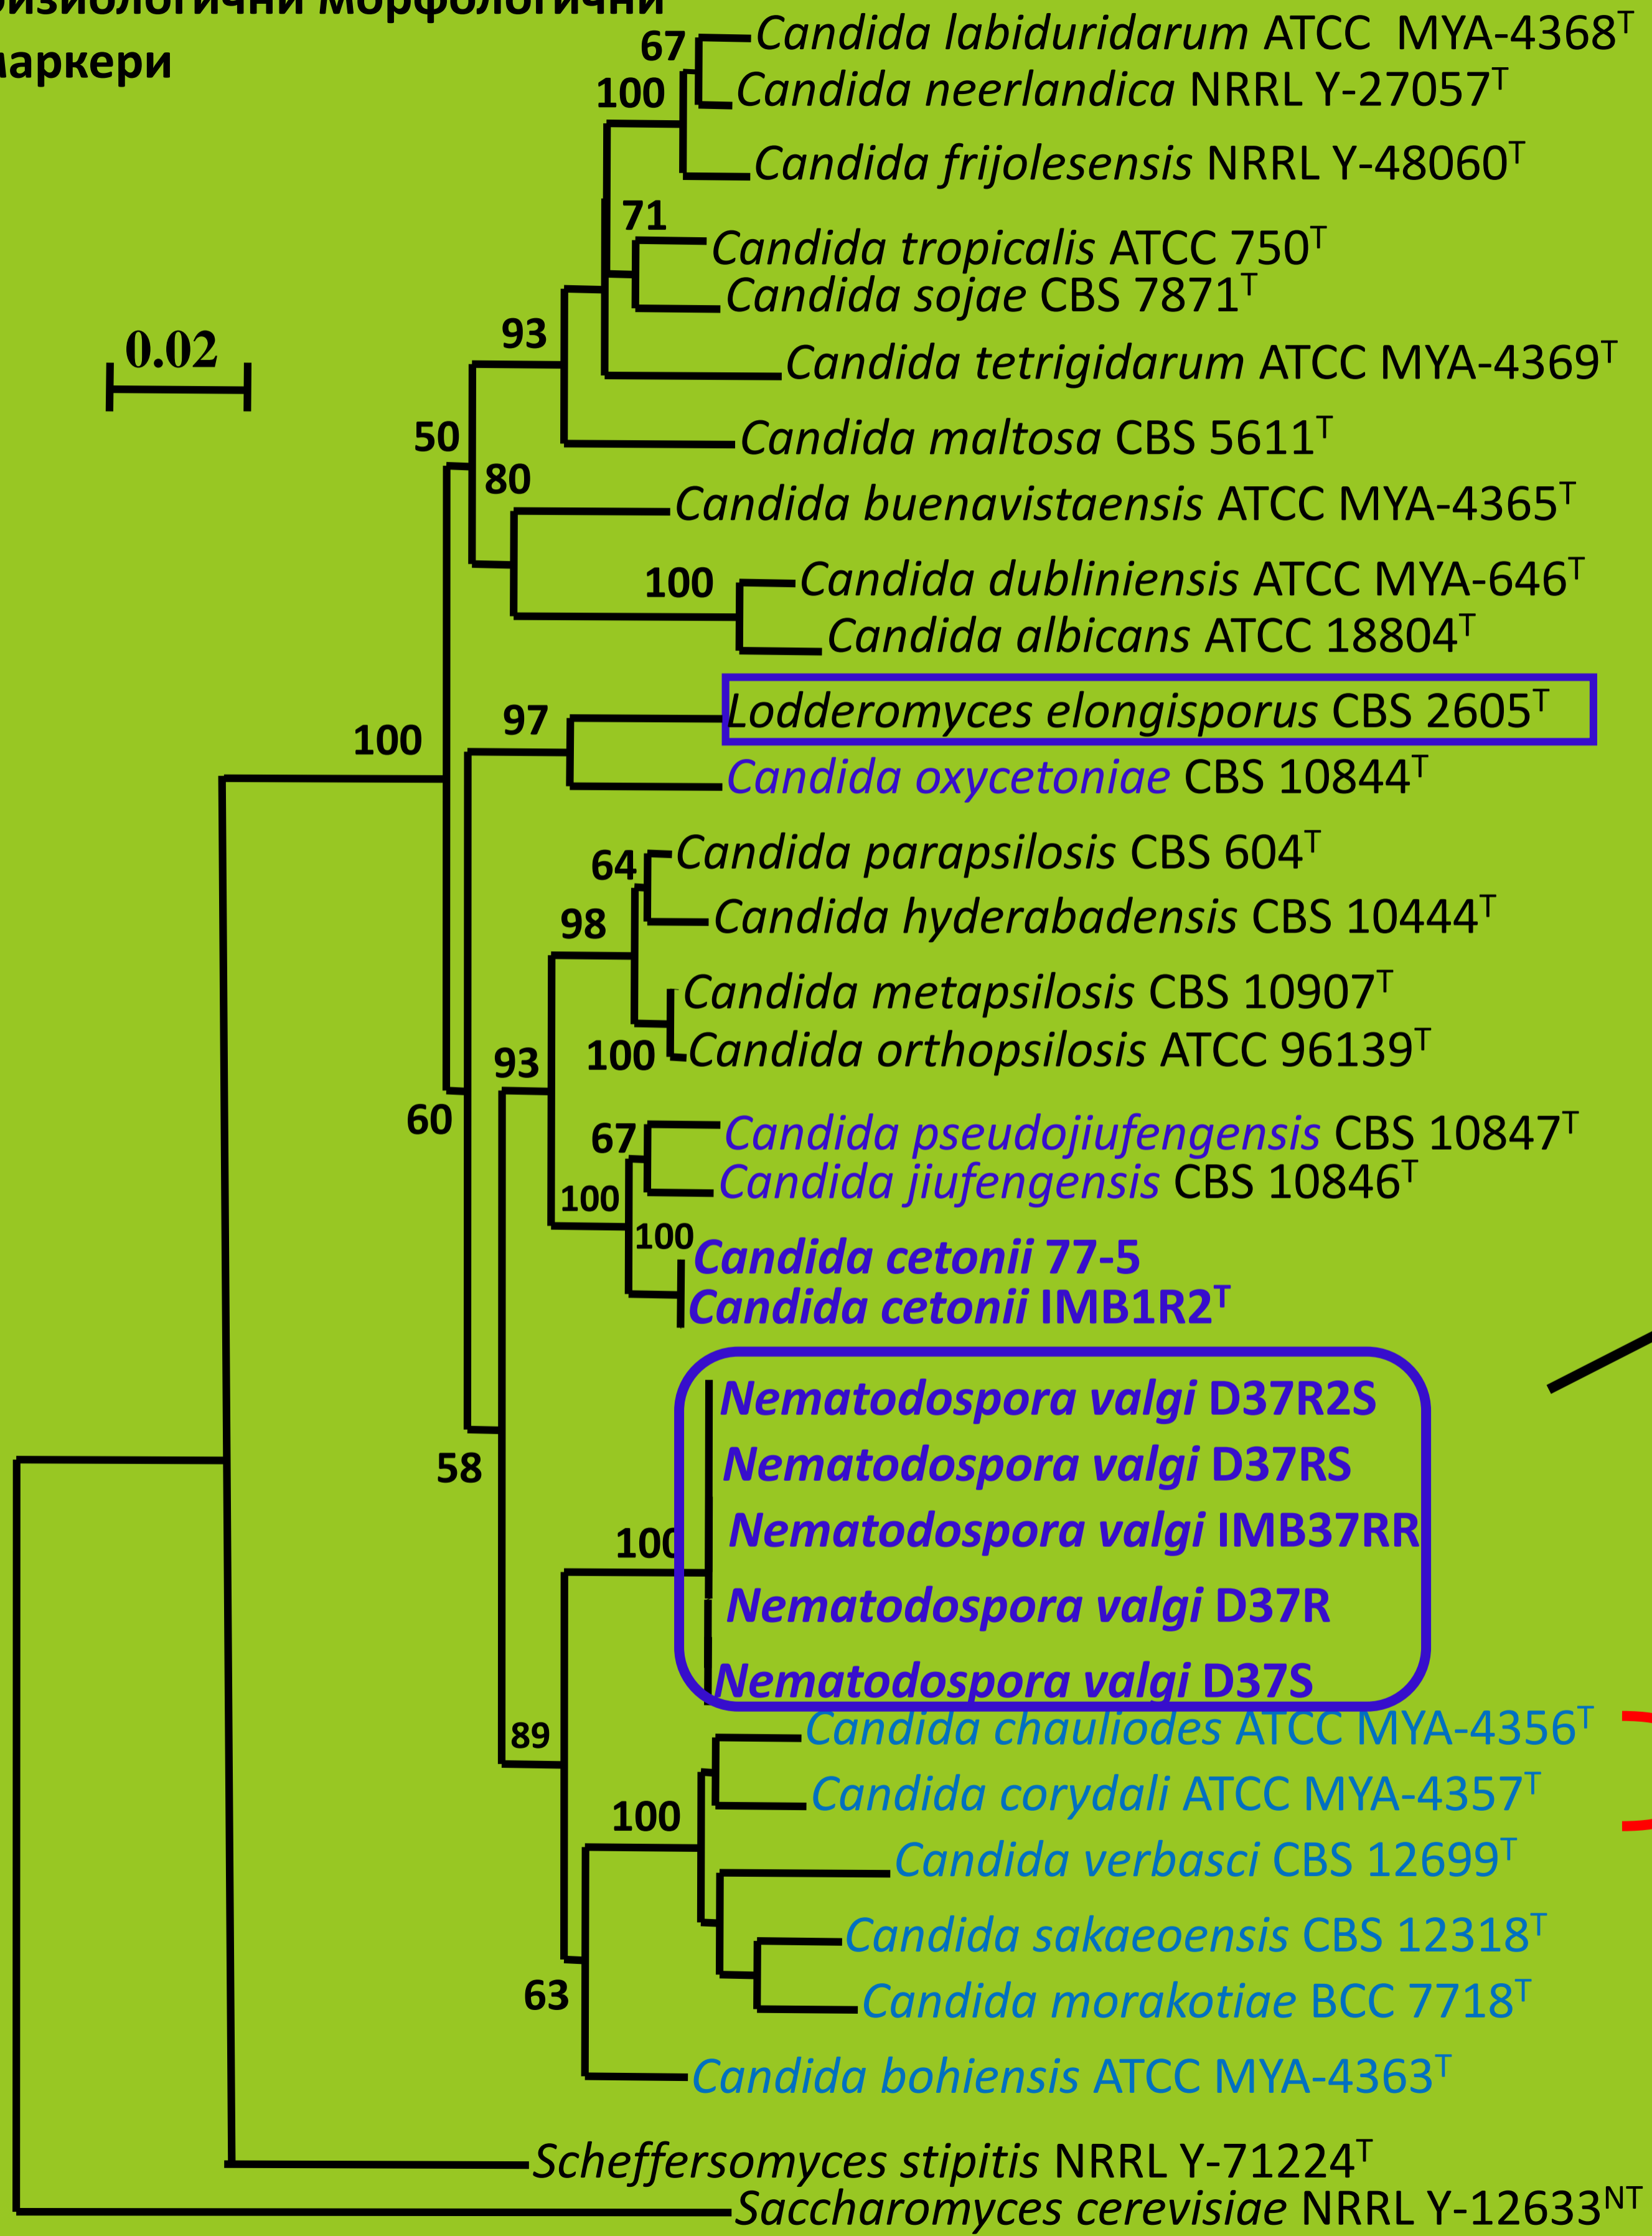 физиологични морфологични
маркери
67
Candida labiduridarum ATCC MYA-4368T
100
Candida neerlandica NRRL Y-27057T
Candida frijolesensis NRRL Y-48060T
71
Candida tropicalis ATCC 750T
Candida sojae CBS 7871T
0.02
93
Candida tetrigidarum ATCC MYA-4369T
50
Candida maltosa CBS 5611T
80
Candida buenavistaensis ATCC MYA-4365T
100
Candida dubliniensis ATCC MYA-646T
Candida albicans ATCC 18804T
97
Lodderomyces elongisporus CBS 2605T
100
Candida oxycetoniae CBS 10844T
64
Candida parapsilosis CBS 604T
98
Candida hyderabadensis CBS 10444T
Candida metapsilosis CBS 10907T
93
100
Candida orthopsilosis ATCC 96139T
60
67
Candida pseudojiufengensis CBS 10847T
Candida jiufengensis CBS 10846T
100
100
Candida cetonii 77-5
Candida cetonii IMB1R2T
Nematodospora valgi D37R2S
58
Nematodospora valgi D37RS
100
Nematodospora valgi IMB37RR
Nematodospora valgi D37R
Nematodospora valgi D37S
89
Candida chauliodes ATCC MYA-4356T
100
Candida corydali ATCC MYA-4357T
Candida verbasci CBS 12699T
Candida sakaeoensis CBS 12318T
63
Candida morakotiae BCC 7718T
Candida bohiensis ATCC MYA-4363T
Scheffersomyces stipitis NRRL Y-71224T
Saccharomyces cerevisiae NRRL Y-12633NT